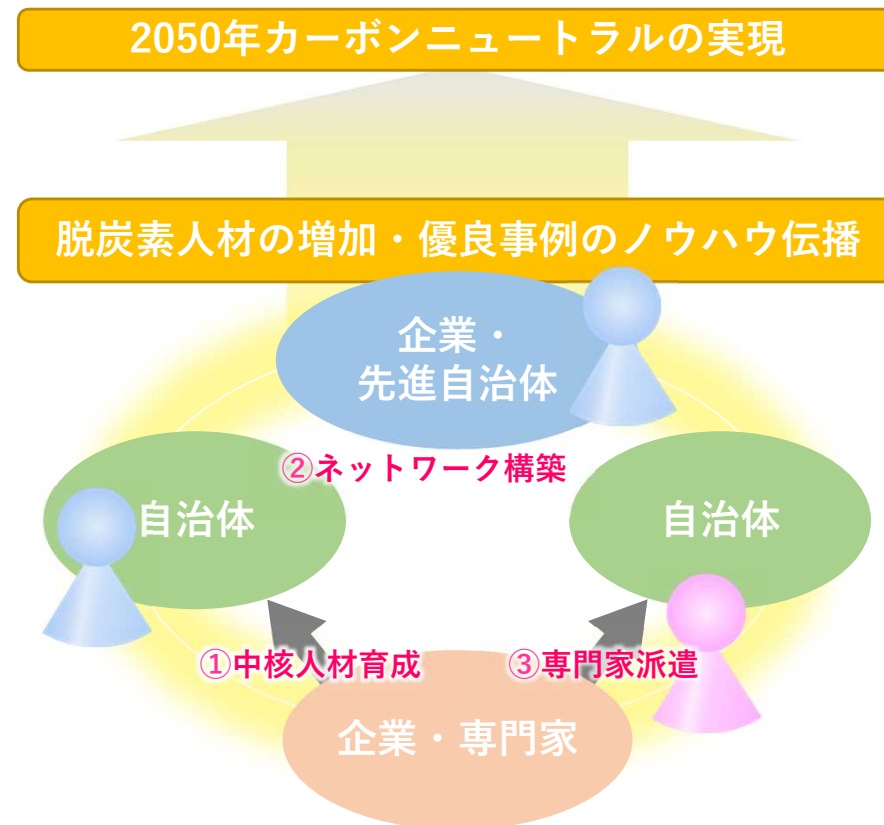 2050年カーボンニュートラルの実現
脱炭素人材の増加・優良事例のノウハウ伝播
企業・
先進自治体
②ネットワーク構築
自治体
自治体
①中核人材育成
③専門家派遣
企業・専門家